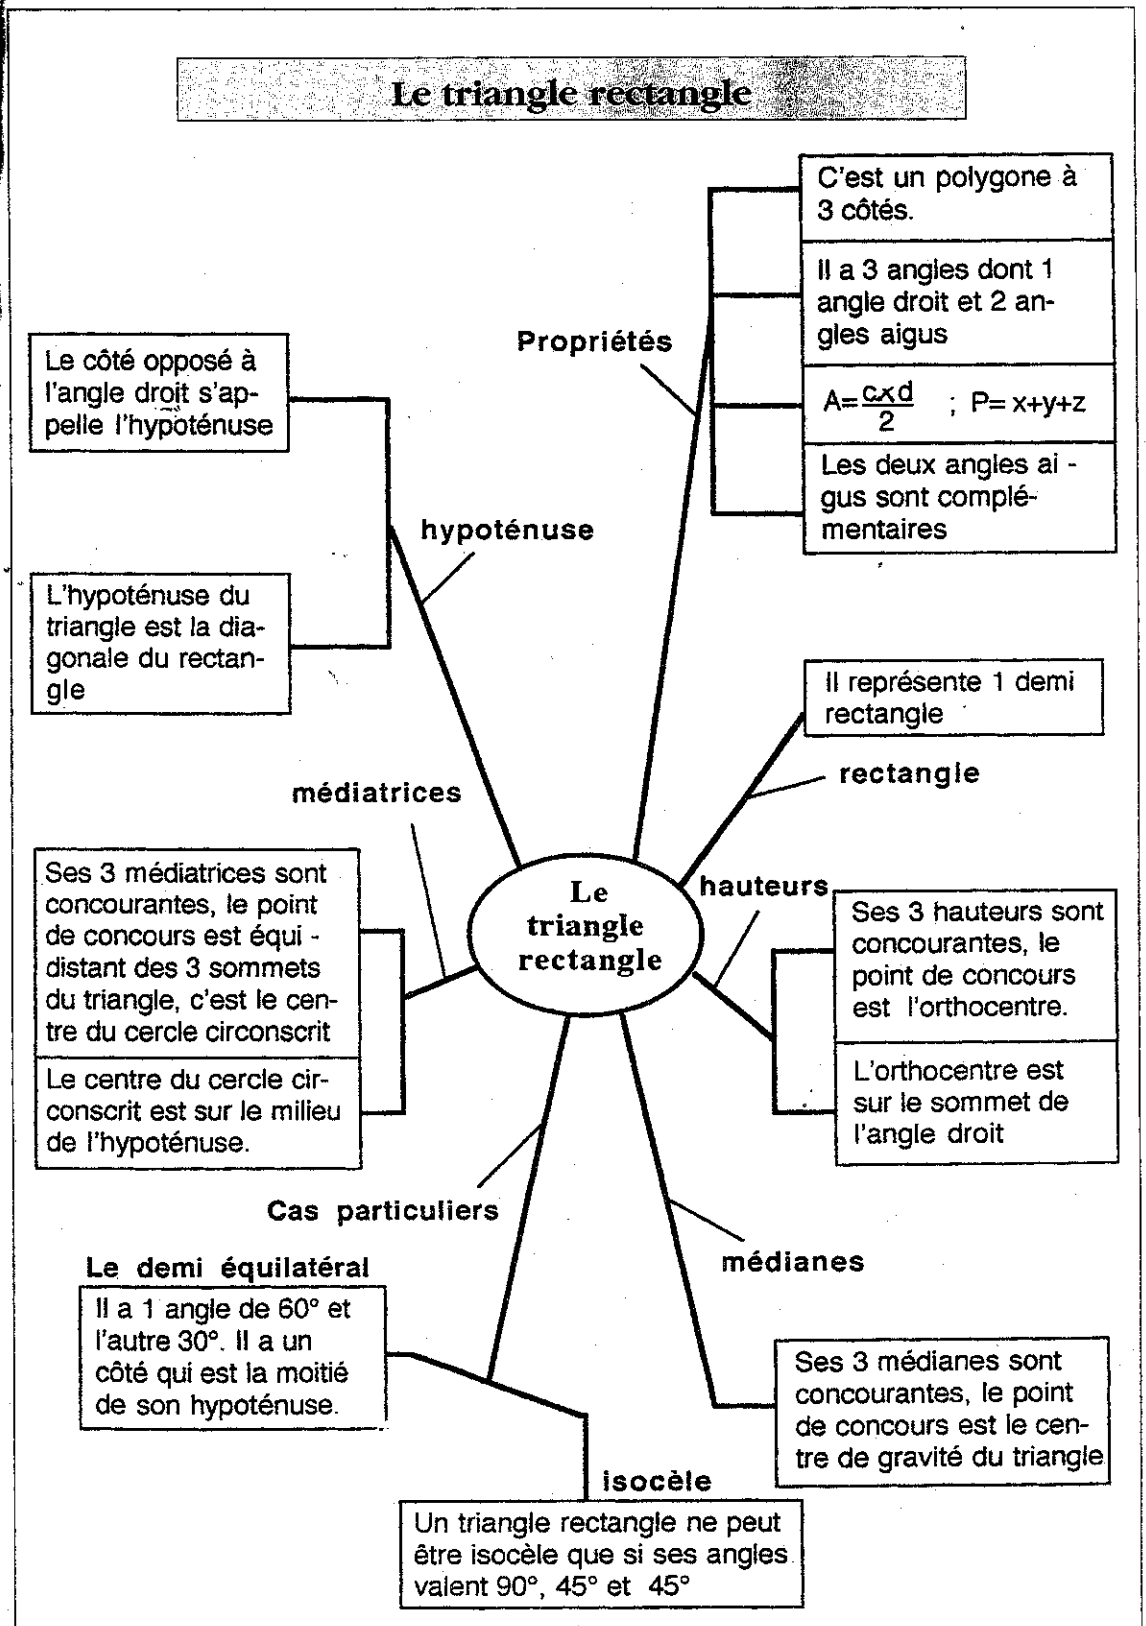 Le triangle rectangle
C'est un polygone à
3 côtés.
Il a 3 angles dont 1
angle droit et 2 an-
gles aigus
A=cxd/2 ; P= x+y+z
Les deux angles ai -
gus sont complé-
mentaires
Propriétés
Le côté opposé à
l'angle droit s'ap-
pelle l'hypoténuse
hypoténuse
L'hypoténuse du
triangle est la dia-
gonale du rectan-
gle
Il représente 1 demi
rectangle
rectangle
médiatrices
Ses 3 médiatrices sont
concourantes, le point
de concours est équi -
distant des 3 sommets
du triangle, c'est le cen-
tre du cercle circonscrit
Le centre du cercle cir-
conscrit est sur le milieu
de l'hypoténuse.
Le
triangle
rectangle
hauteurs
Ses 3 hauteurs sont
concourantes, le
point de concours
est l'orthocentre.
L'orthocentre est
sur le sommet de
l'angle droit
Cas particuliers
Le demi équilatéral
Il a 1 angle de 60° et
l'autre 30°. Il a un
côté qui est la moitié
de son hypoténuse.
médianes
Ses 3 médianes sont
concourantes, le point
de concours est le cen-
tre de gravité du triangle
isocèle
Un triangle rectangle ne peut
être isocèle que si ses angles
valent 90°, 45° et 45°